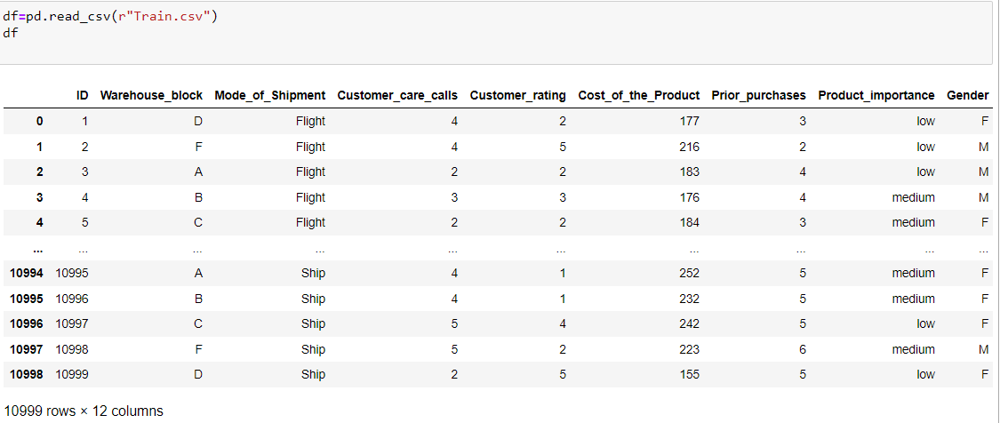 df=pd.read_csv(r"Train.csv")
df
ID Warehouse_block Mode_of_Shipment Customer_care_calls Customer_rating Cost_of_the_Product Prior_purchases Product_importance Gender
0 1 D Flight 4 2 177 3 low F
1 2 F Flight 4 5 216 2 low M
2 3 A Flight 2 2 183 4 low M
3 4 B Flight 3 3 176 4 medium M
4 5 C Flight 2 2 184 3 medium F
... ... ... ... ... ... ... ... ... ...
10994 10995 A Ship 4 1 252 5 medium F
10995 10996 B Ship 4 1 232 5 medium F
10996 10997 C Ship 5 4 242 5 low F
10997 10998 F Ship 5 2 223 6 medium M
10998 10999 D Ship 2 5 155 5 low F
10999 rows × 12 columns